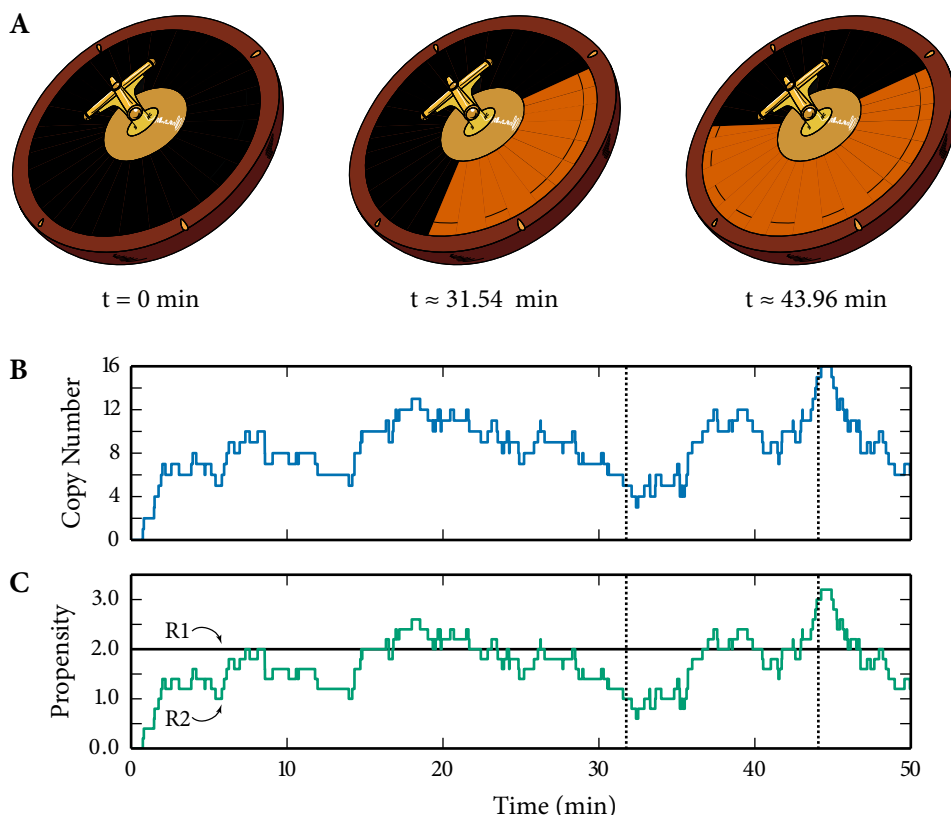 A
t = 0 min
t ≈ 31.54 min
t ≈ 43.96 min
B
Copy Number
16
12
8
4
0
C
Propensity
3.0
2.0
1.0
0.0
R1
R2
0 10 20 30 40 50
Time (min)